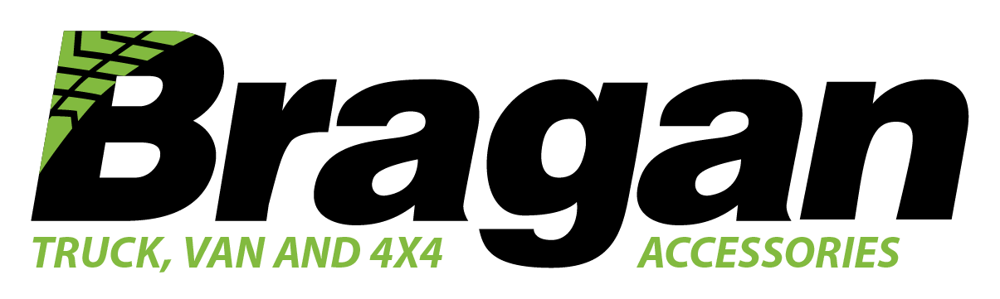 Bragan
TRUCK, VAN AND 4X4 ACCESSORIES